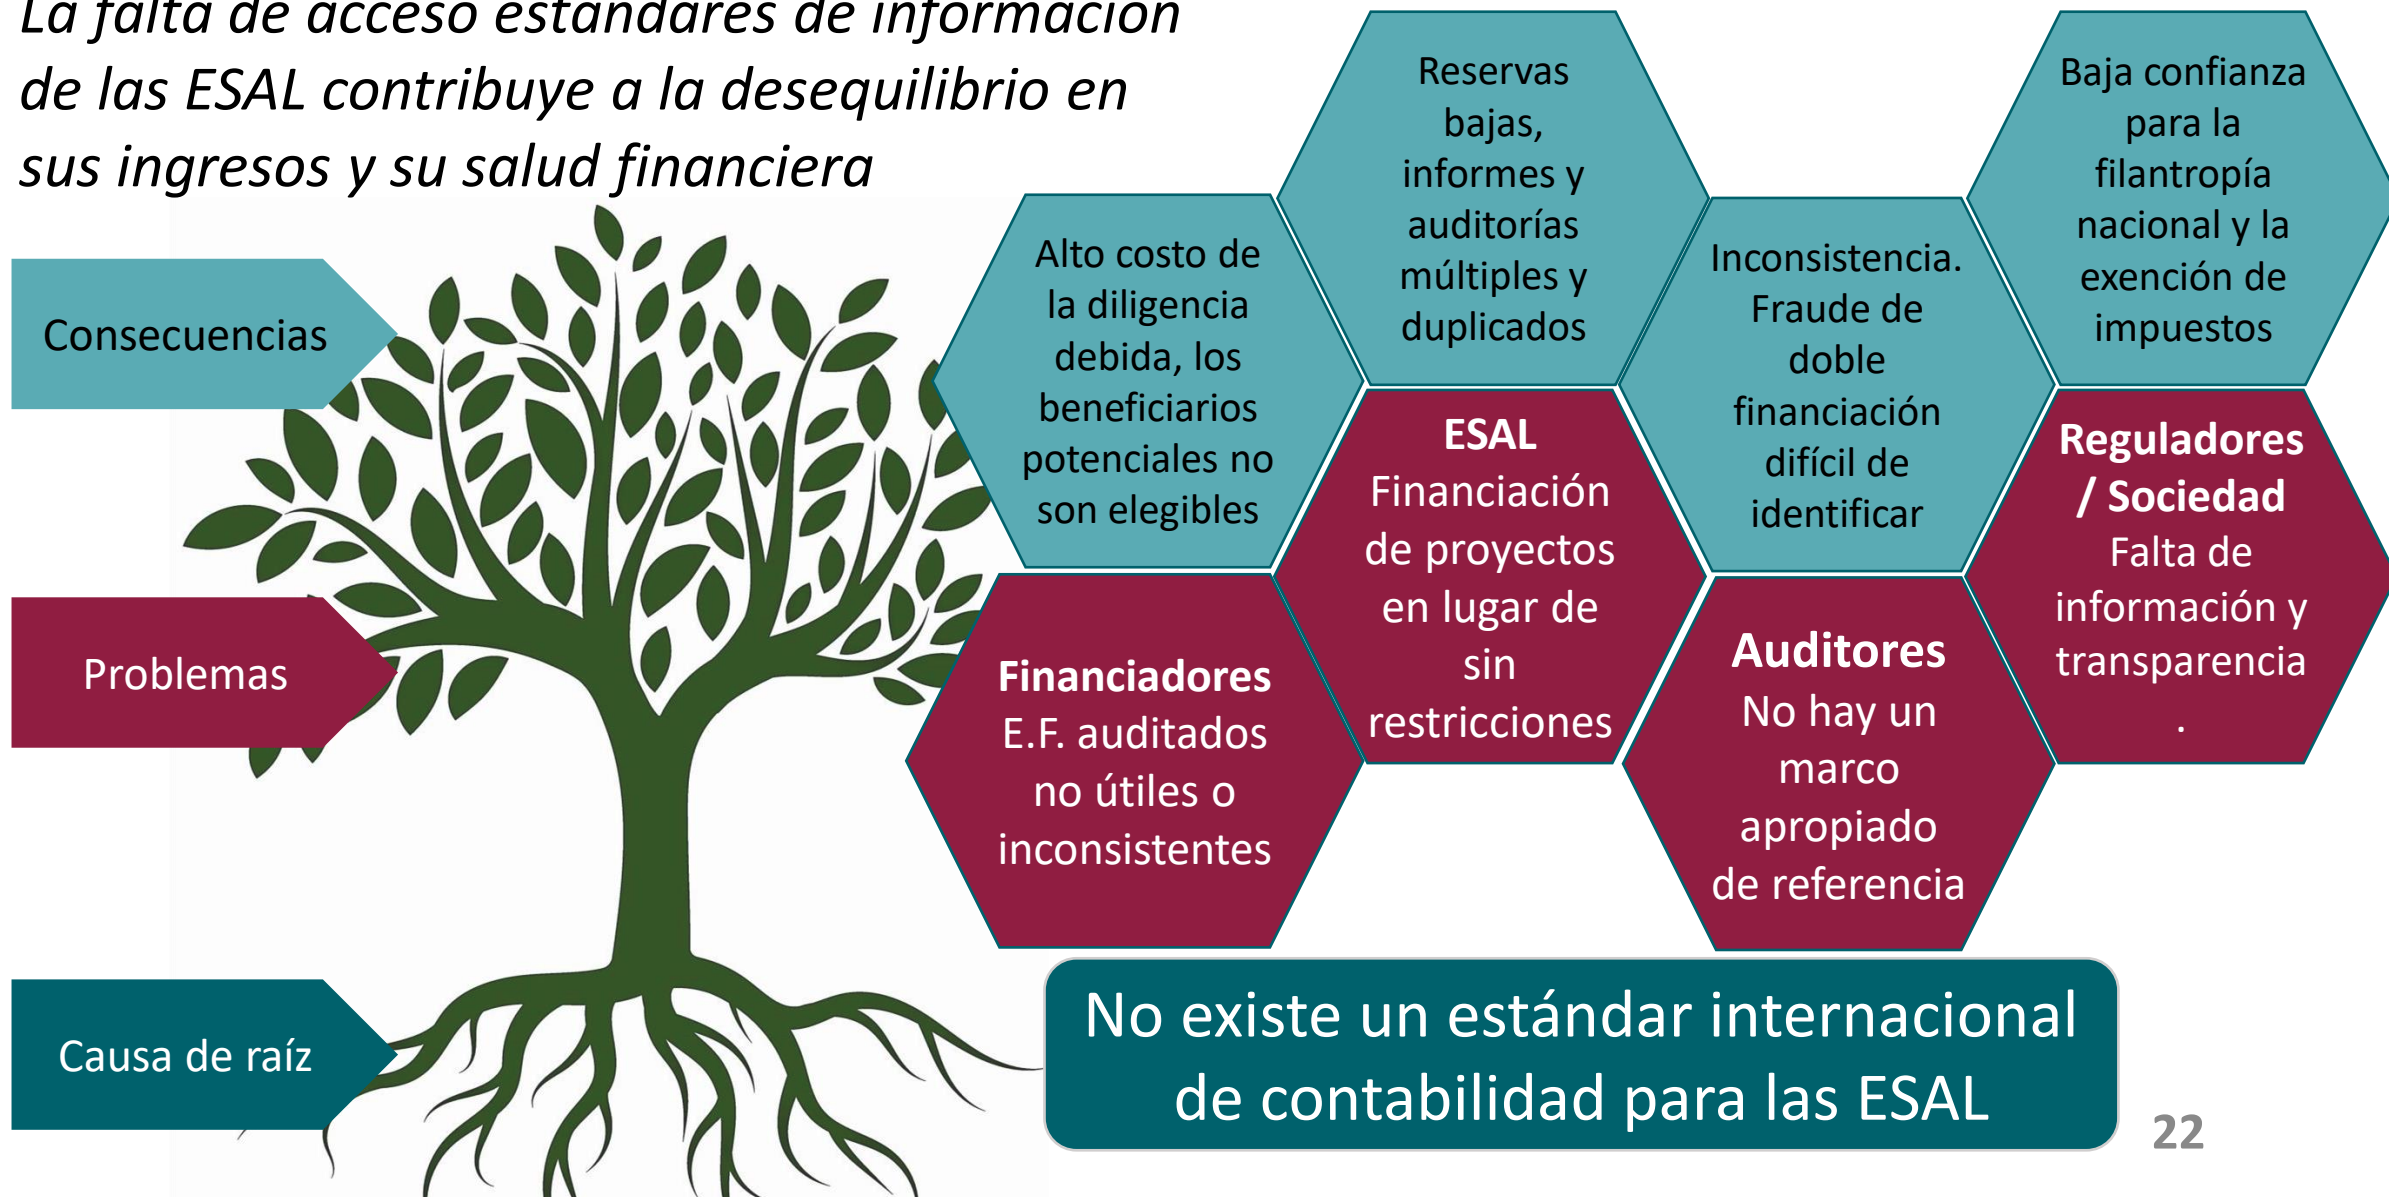 La falta de acceso estándares de información
de las ESAL contribuye a la desequilibrio en
sus ingresos y su salud financiera
Consecuencias
Problemas
Causa de raíz
Alto costo de
la diligencia
debida, los
beneficiarios
potenciales no
son elegibles
Reservas
bajas,
informes y
auditorías
múltiples y
duplicados
Inconsistencia.
Fraude de
doble
financiación
difícil de
identificar
Baja confianza
para la
filantropía
nacional y la
exención de
impuestos
Financiadores
E.F. auditados
no útiles o
inconsistentes
ESAL
Financiación
de proyectos
en lugar de
sin
restricciones
Auditores
No hay un
marco
apropiado
de referencia
Reguladores
/ Sociedad
Falta de
información y
transparencia
.
No existe un estándar internacional
de contabilidad para las ESAL
22